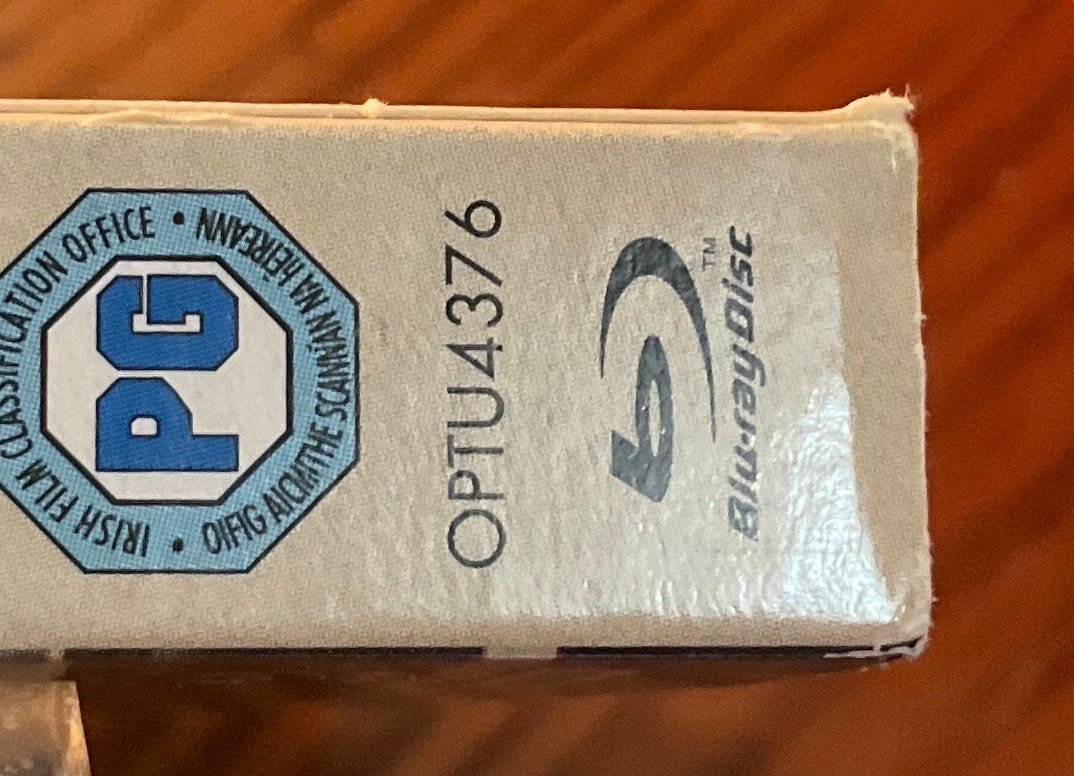 IRISH FILM CLASSIFICATION OFFICE •
OIFIG AICMITHE SCANNÁN NA hÉIREANN •
PG
OPTU4376
b
Blu-ray Disc
TM